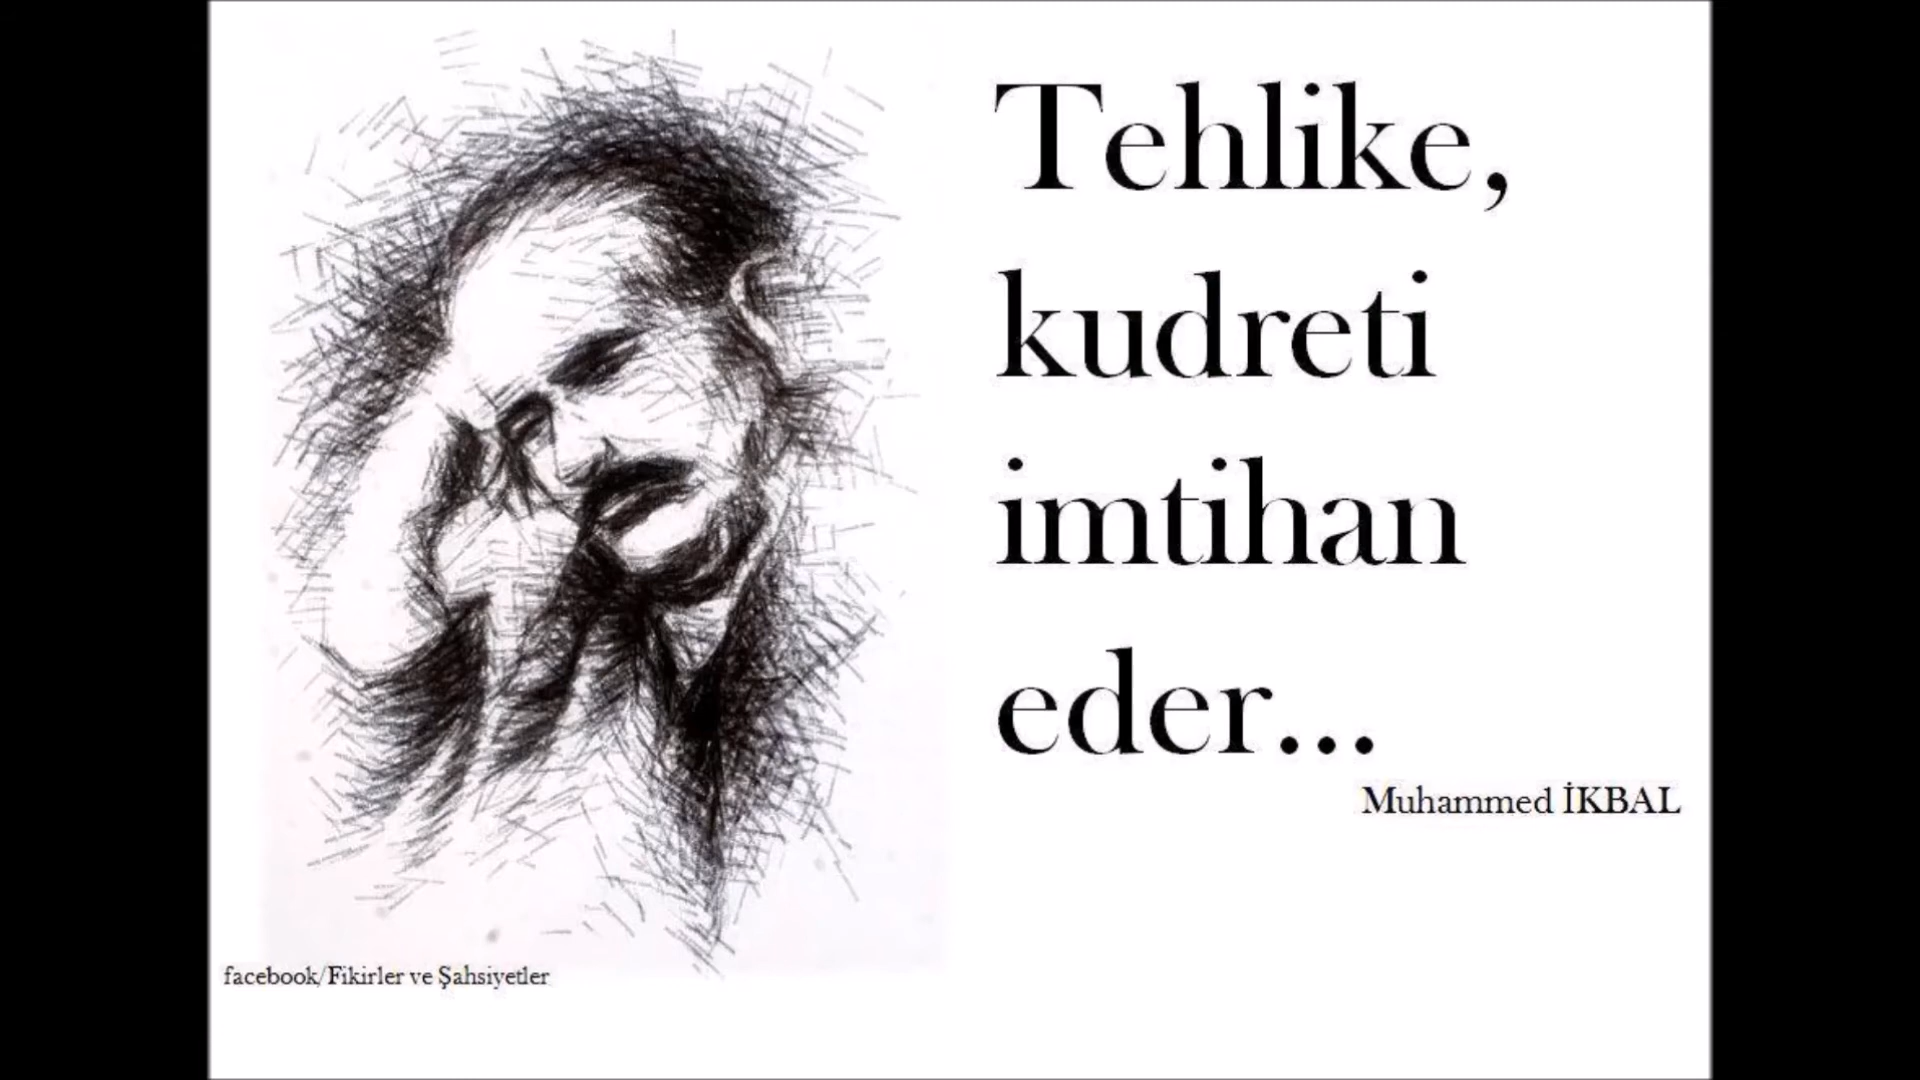 Tehlike,
kudreti
imtihan
eder...
Muhammed İKBAL
facebook/Fikirler ve Şahsiyetler